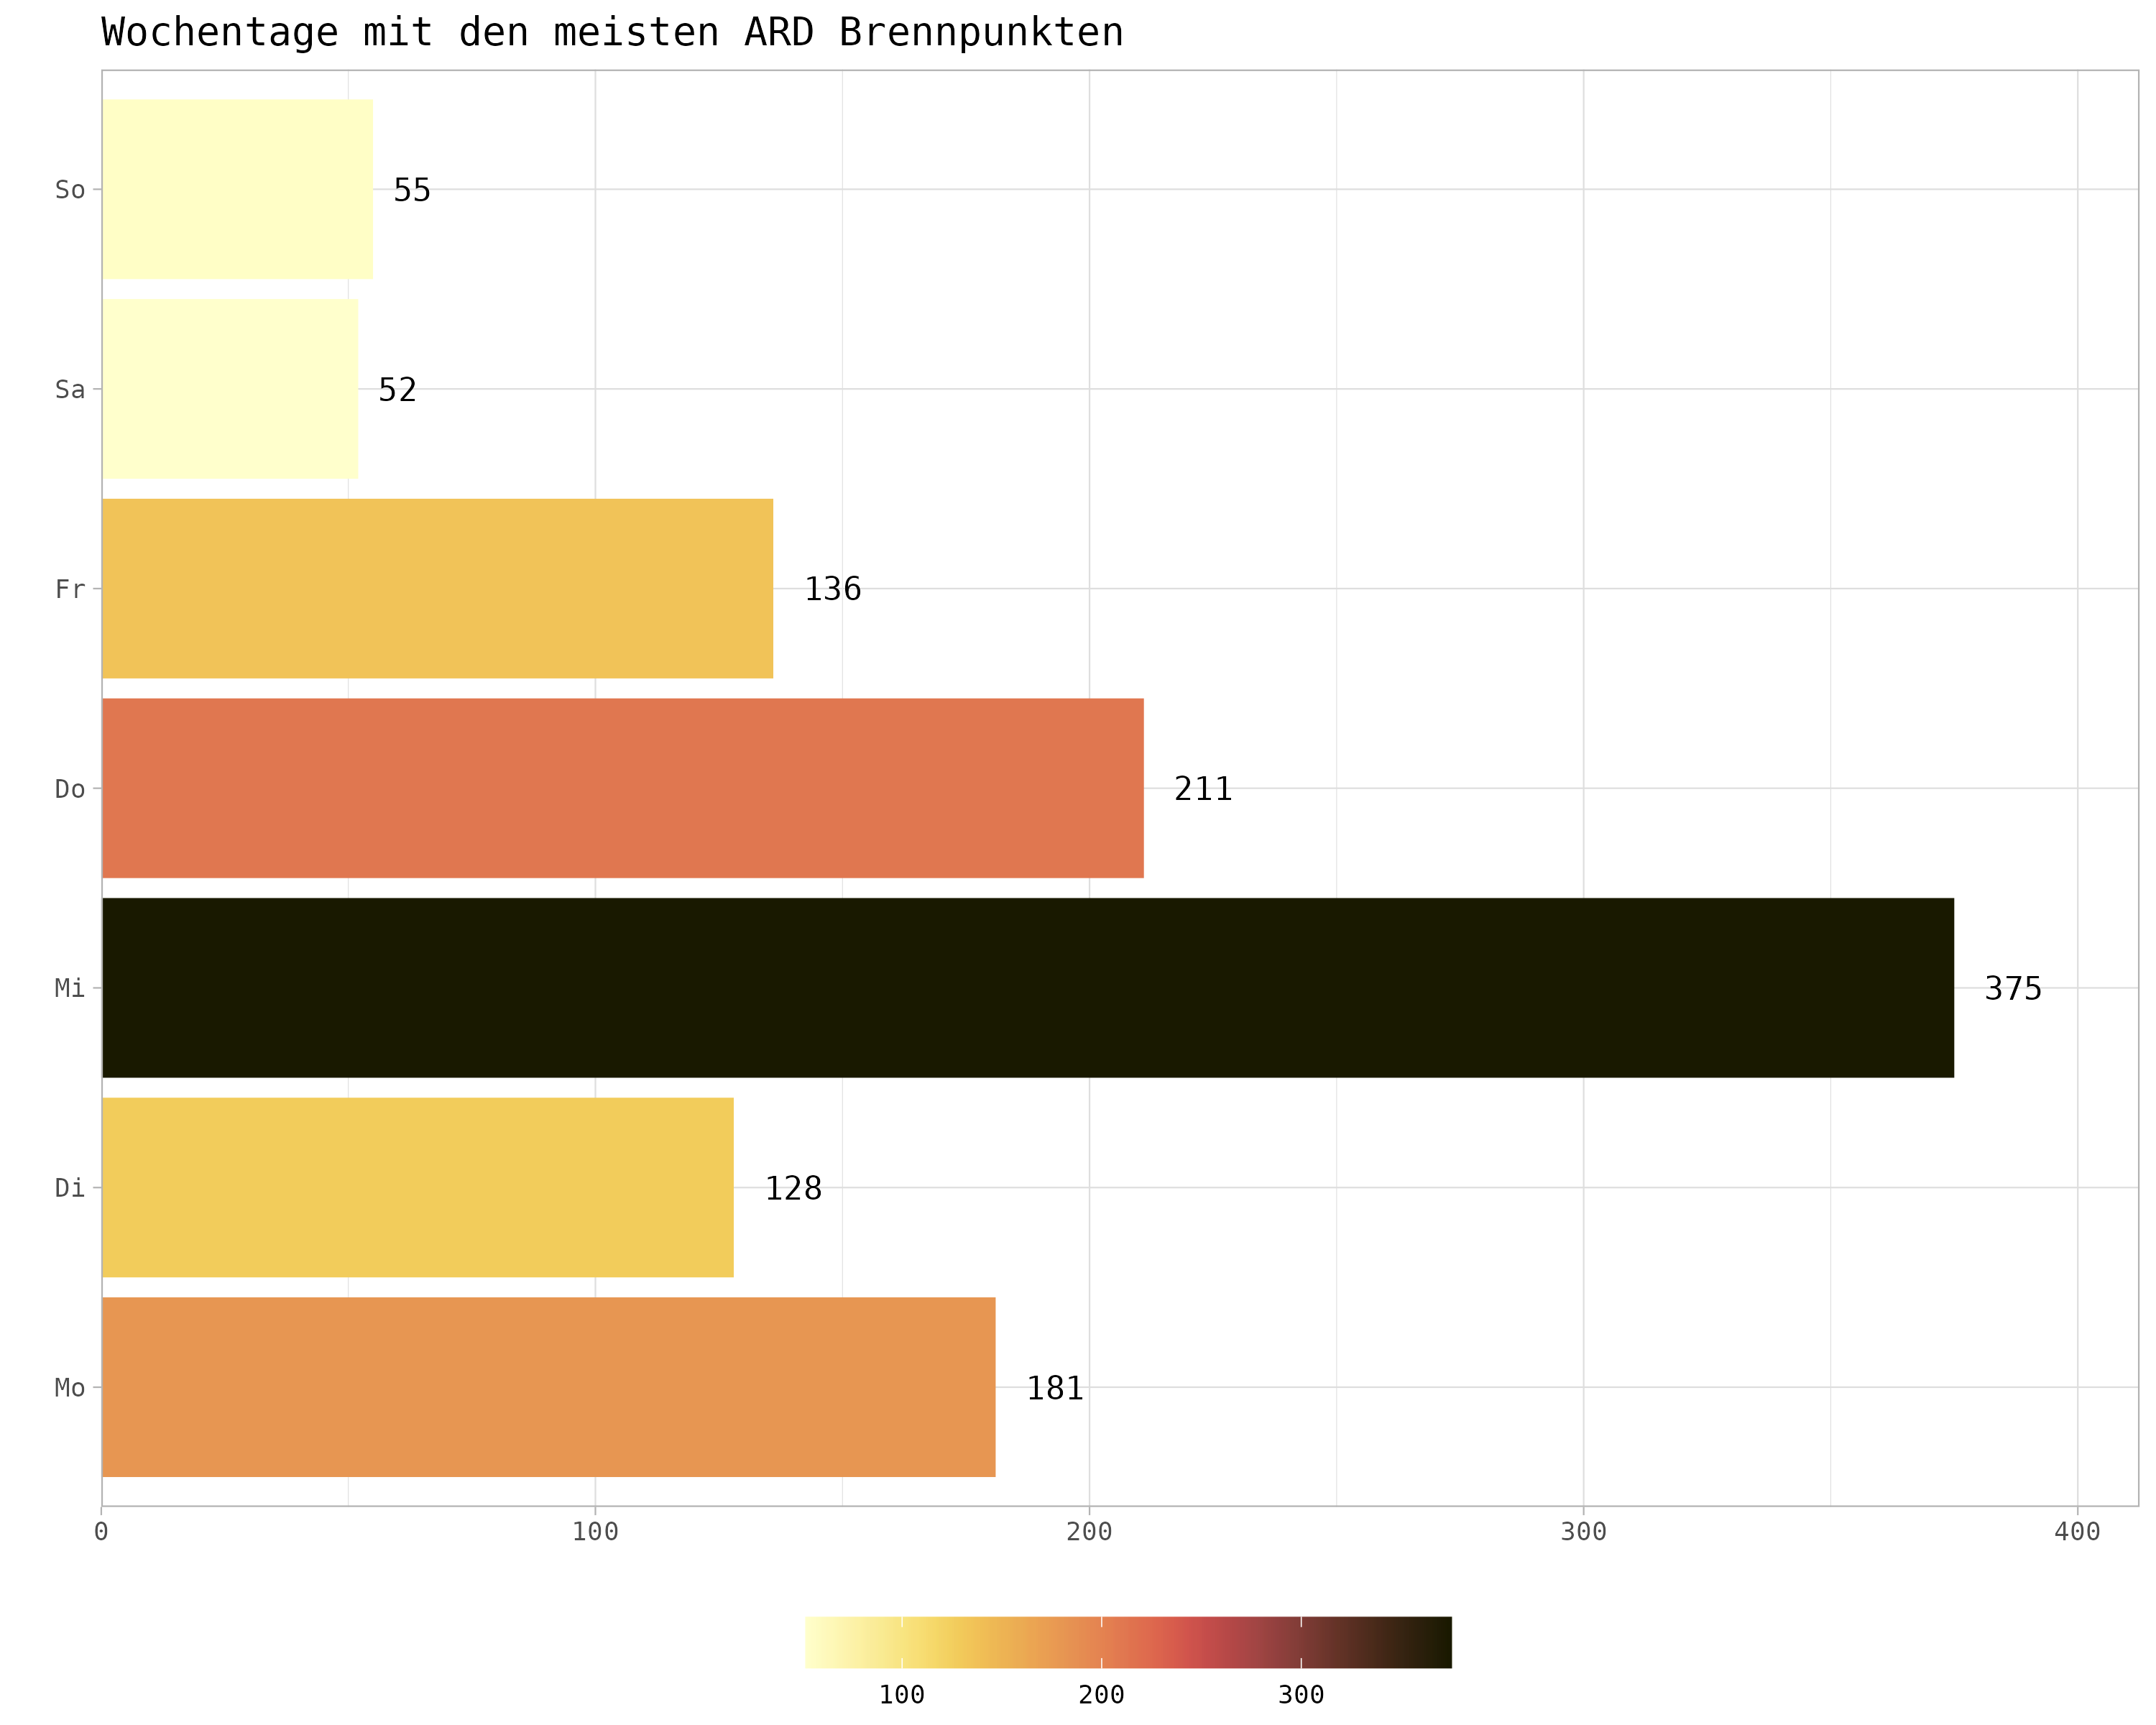 Wochentage mit den meisten ARD Brennpunkten
So 55
Sa 52
Fr 136
Do 211
Mi 375
Di 128
Mo 181
0 100 200 300 400
100 200 300